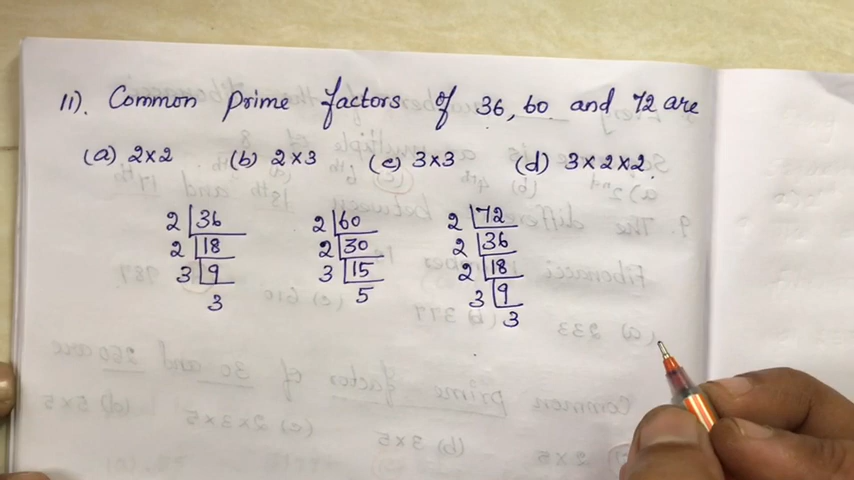 11). Common prime factors of 36, 60 and 72 are
(a) 2×2 (b) 2×3 (c) 3×3 (d) 3×2×2.
2 36 2 60 2 72
2 18 2 30 2 36
3 9 3 15 2 18
3 5 3 9
3